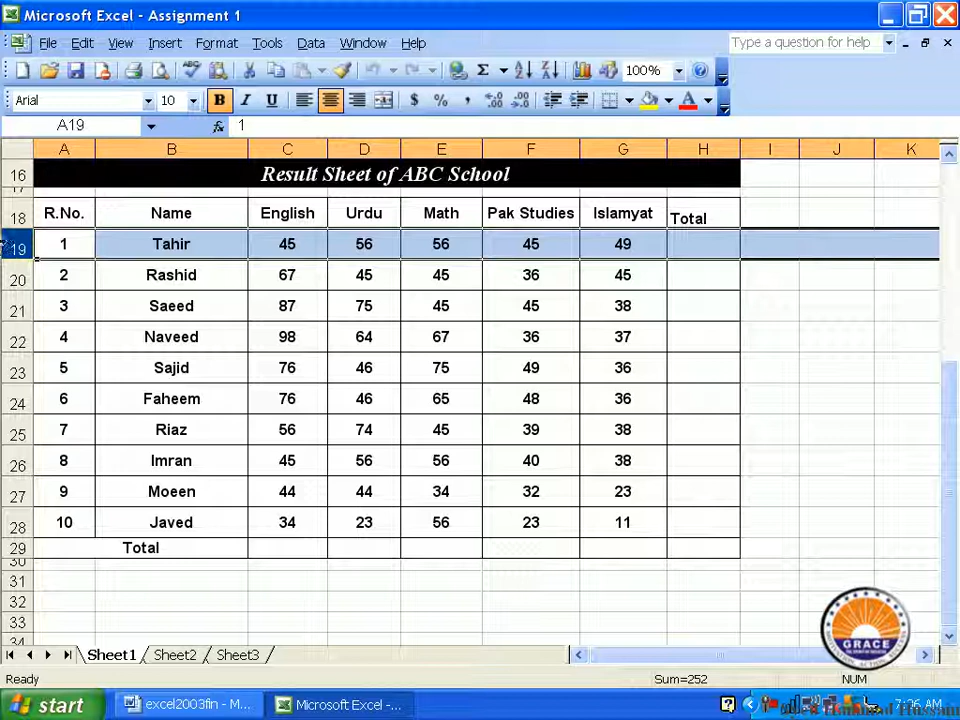 Microsoft Excel - Assignment 1
File Edit View Insert Format Tools Data Window Help Type a question for help
Σ 100%
Arial 10 B I U $ % ,
A19 fx 1
A B C D E F G H I J K
16 Result Sheet of ABC School
17
18 R.No. Name English Urdu Math Pak Studies Islamyat Total
19 1 Tahir 45 56 56 45 49
20 2 Rashid 67 45 45 36 45
21 3 Saeed 87 75 45 45 38
22 4 Naveed 98 64 67 36 37
23 5 Sajid 76 46 75 49 36
24 6 Faheem 76 46 65 48 36
25 7 Riaz 56 74 45 39 38
26 8 Imran 45 56 56 40 38
27 9 Moeen 44 44 34 32 23
28 10 Javed 34 23 56 23 11
29 Total
30
31
32
33
34
GRACE
Sheet1 Sheet2 Sheet3
Ready Sum=252 NUM
start excel2003fin - M... Microsoft Excel -... 7:26 AM